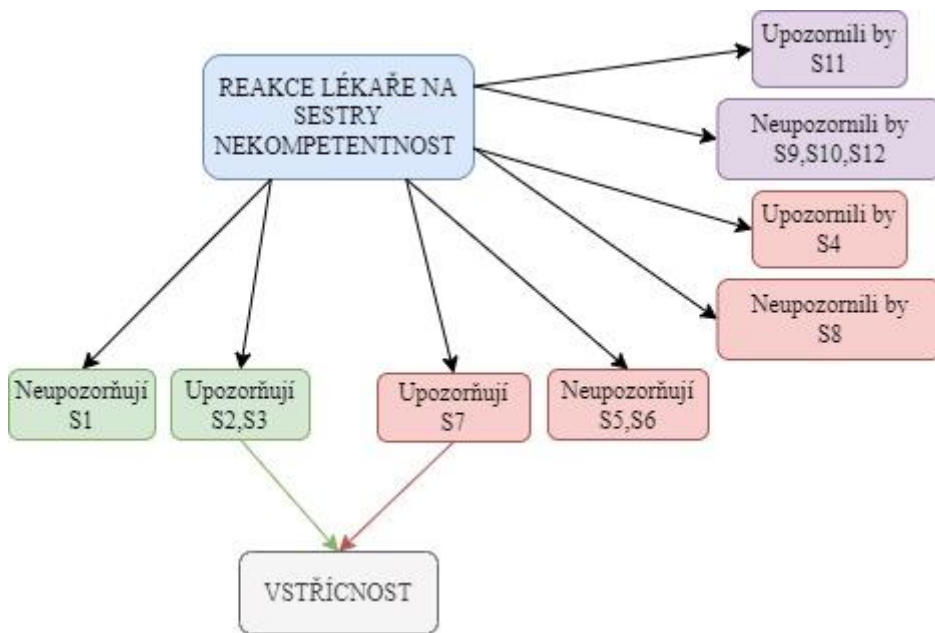 REAKCE LÉKAŘE NA
SESTRY
NEKOMPETENTNOST
Upozornili by
S11
Neupozornili by
S9,S10,S12
Upozornili by
S4
Neupozornili by
S8
Neupozorňují
S1
Upozorňují
S2,S3
Upozorňují
S7
Neupozorňují
S5,S6
VSTŘÍCNOST